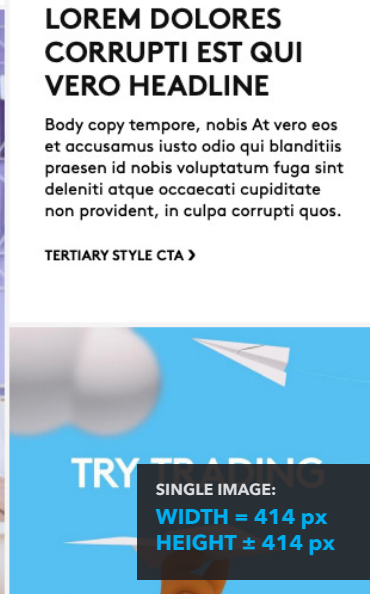 LOREM DOLORES
CORRUPTI EST QUI
VERO HEADLINE
Body copy tempore, nobis At vero eos
et accusamus iusto odio qui blanditiis
praesen id nobis voluptatum fuga sint
deleniti atque occaecati cupiditate
non provident, in culpa corrupti quos.
TERTIARY STYLE CTA ❯
TRY TRADING
SINGLE IMAGE:
WIDTH = 414 px
HEIGHT ± 414 px